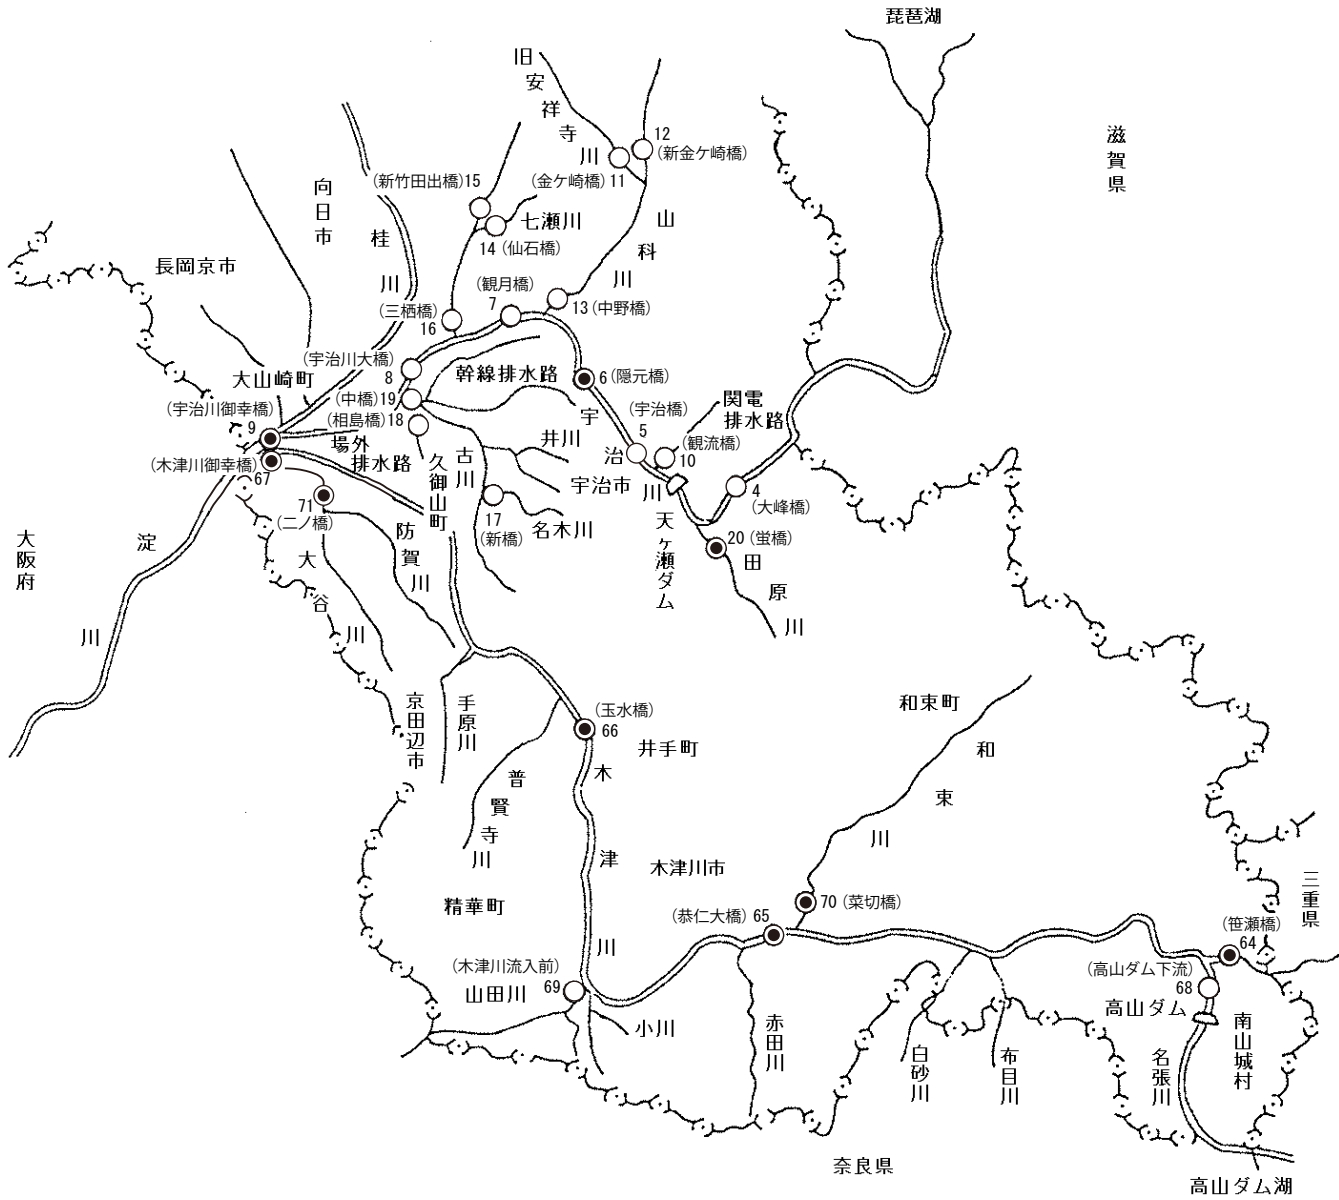 琵琶湖
旧安祥寺川
滋賀県
12
(新金ケ崎橋)
(金ケ崎橋) 11
(新竹田出橋) 15
向日市
七瀬川
14 (仙石橋)
山科川
桂川
長岡京市
(観月橋)
7
13 (中野橋)
(三栖橋)
16
(宇治川大橋)
8
幹線排水路
6 (隠元橋)
大山崎町
(中橋) 19
(相島橋) 18
(宇治川御幸橋)
9
場外
排水路
(木津川御幸橋)
67
関電
排水路
(宇治橋)
5
(観流橋)
10
宇治川
井川
宇治市
古川
久御山町
71
(二ノ橋)
17
(新橋)
名木川
4
(大峰橋)
天ヶ瀬ダム
20 (蛍橋)
田原川
防賀川
大谷川
大阪府
淀川
京田辺市
手原川
(玉水橋)
66
井手町
和束町
和束川
普賢寺川
木津川
木津川市
精華町
70 (菜切橋)
(恭仁大橋) 65
三重県
(笹瀬橋)
64
(木津川流入前)
69
山田川
小川
赤田川
白砂川
布目川
(高山ダム下流)
68
高山ダム
名張川
南山城村
奈良県
高山ダム湖